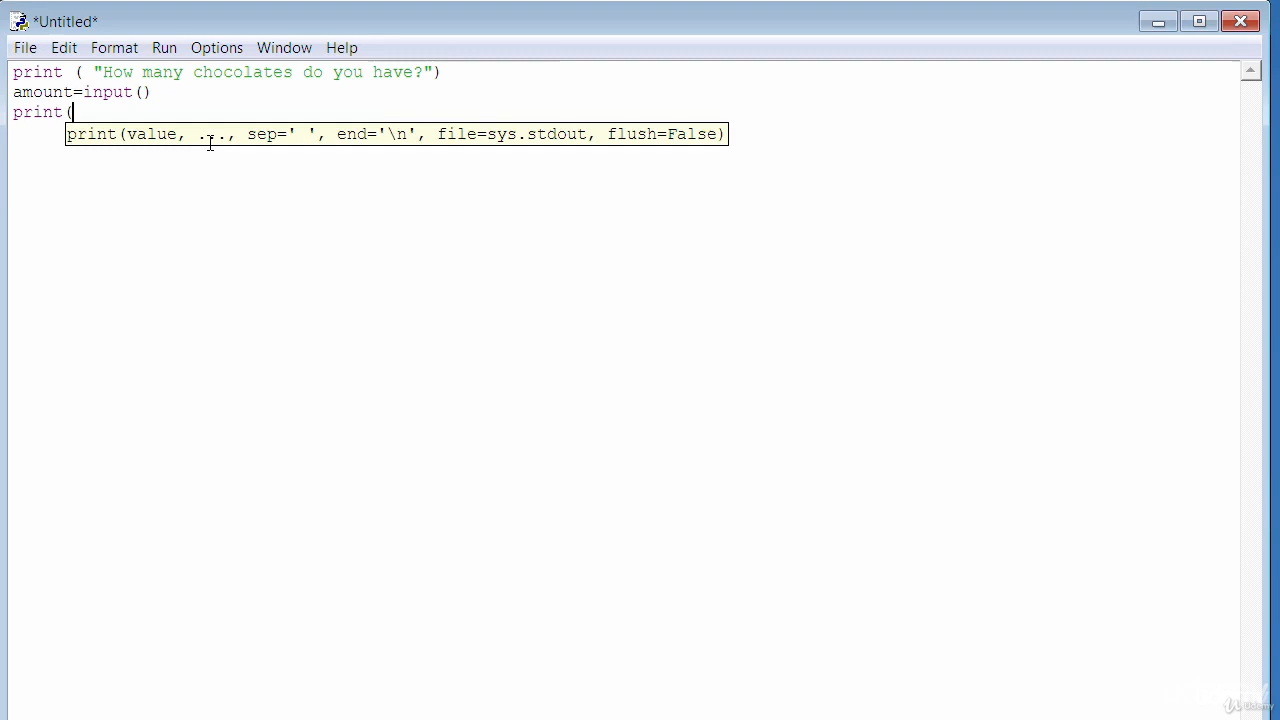 *Untitled*
File Edit Format Run Options Window Help
print ( "How many chocolates do you have?")
amount=input()
print(
print(value, ..., sep=' ', end='\n', file=sys.stdout, flush=False)
Udemy